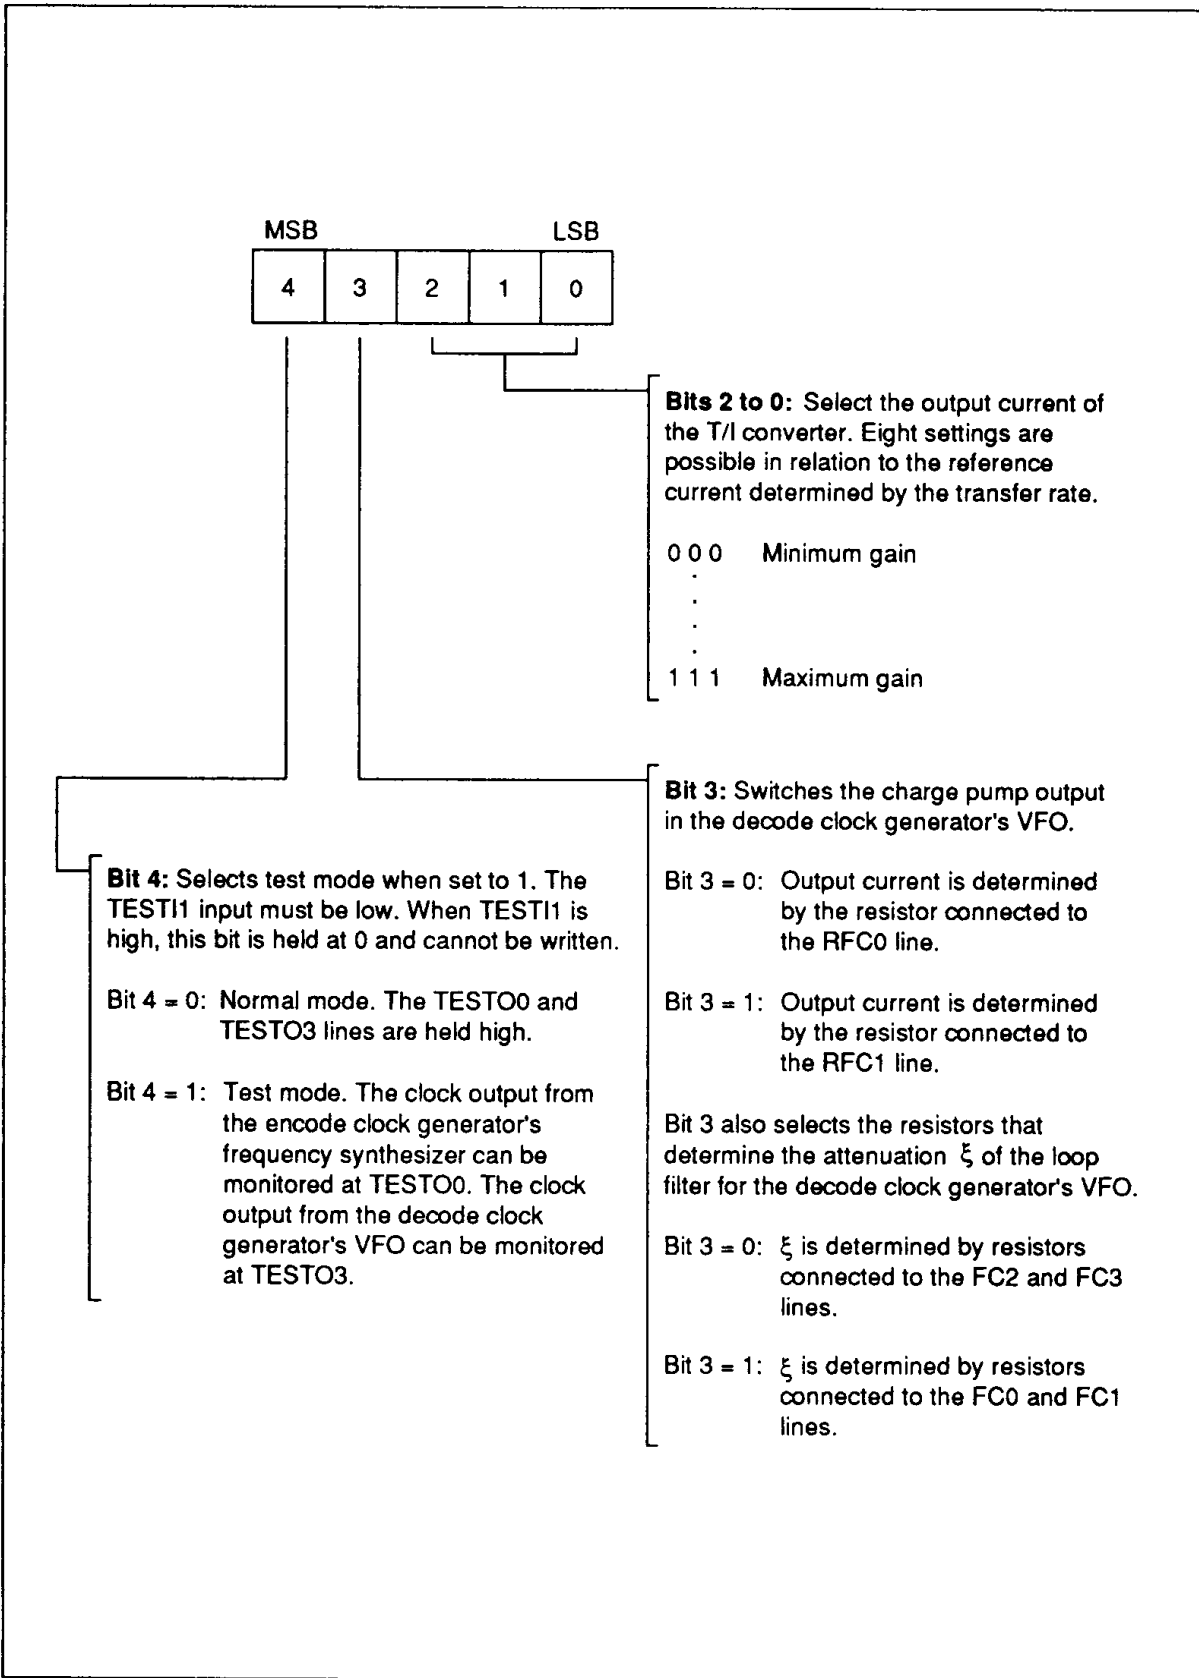 MSB LSB
4 3 2 1 0
Bits 2 to 0: Select the output current of
the T/I converter. Eight settings are
possible in relation to the reference
current determined by the transfer rate.
0 0 0 Minimum gain
.
.
.
.
1 1 1 Maximum gain
Bit 3: Switches the charge pump output
in the decode clock generator's VFO.
Bit 3 = 0: Output current is determined
by the resistor connected to
the RFC0 line.
Bit 3 = 1: Output current is determined
by the resistor connected to
the RFC1 line.
Bit 3 also selects the resistors that
determine the attenuation ξ of the loop
filter for the decode clock generator's VFO.
Bit 3 = 0: ξ is determined by resistors
connected to the FC2 and FC3
lines.
Bit 3 = 1: ξ is determined by resistors
connected to the FC0 and FC1
lines.
Bit 4: Selects test mode when set to 1. The
TESTI1 input must be low. When TESTI1 is
high, this bit is held at 0 and cannot be written.
Bit 4 = 0: Normal mode. The TESTO0 and
TESTO3 lines are held high.
Bit 4 = 1: Test mode. The clock output from
the encode clock generator's
frequency synthesizer can be
monitored at TESTO0. The clock
output from the decode clock
generator's VFO can be monitored
at TESTO3.